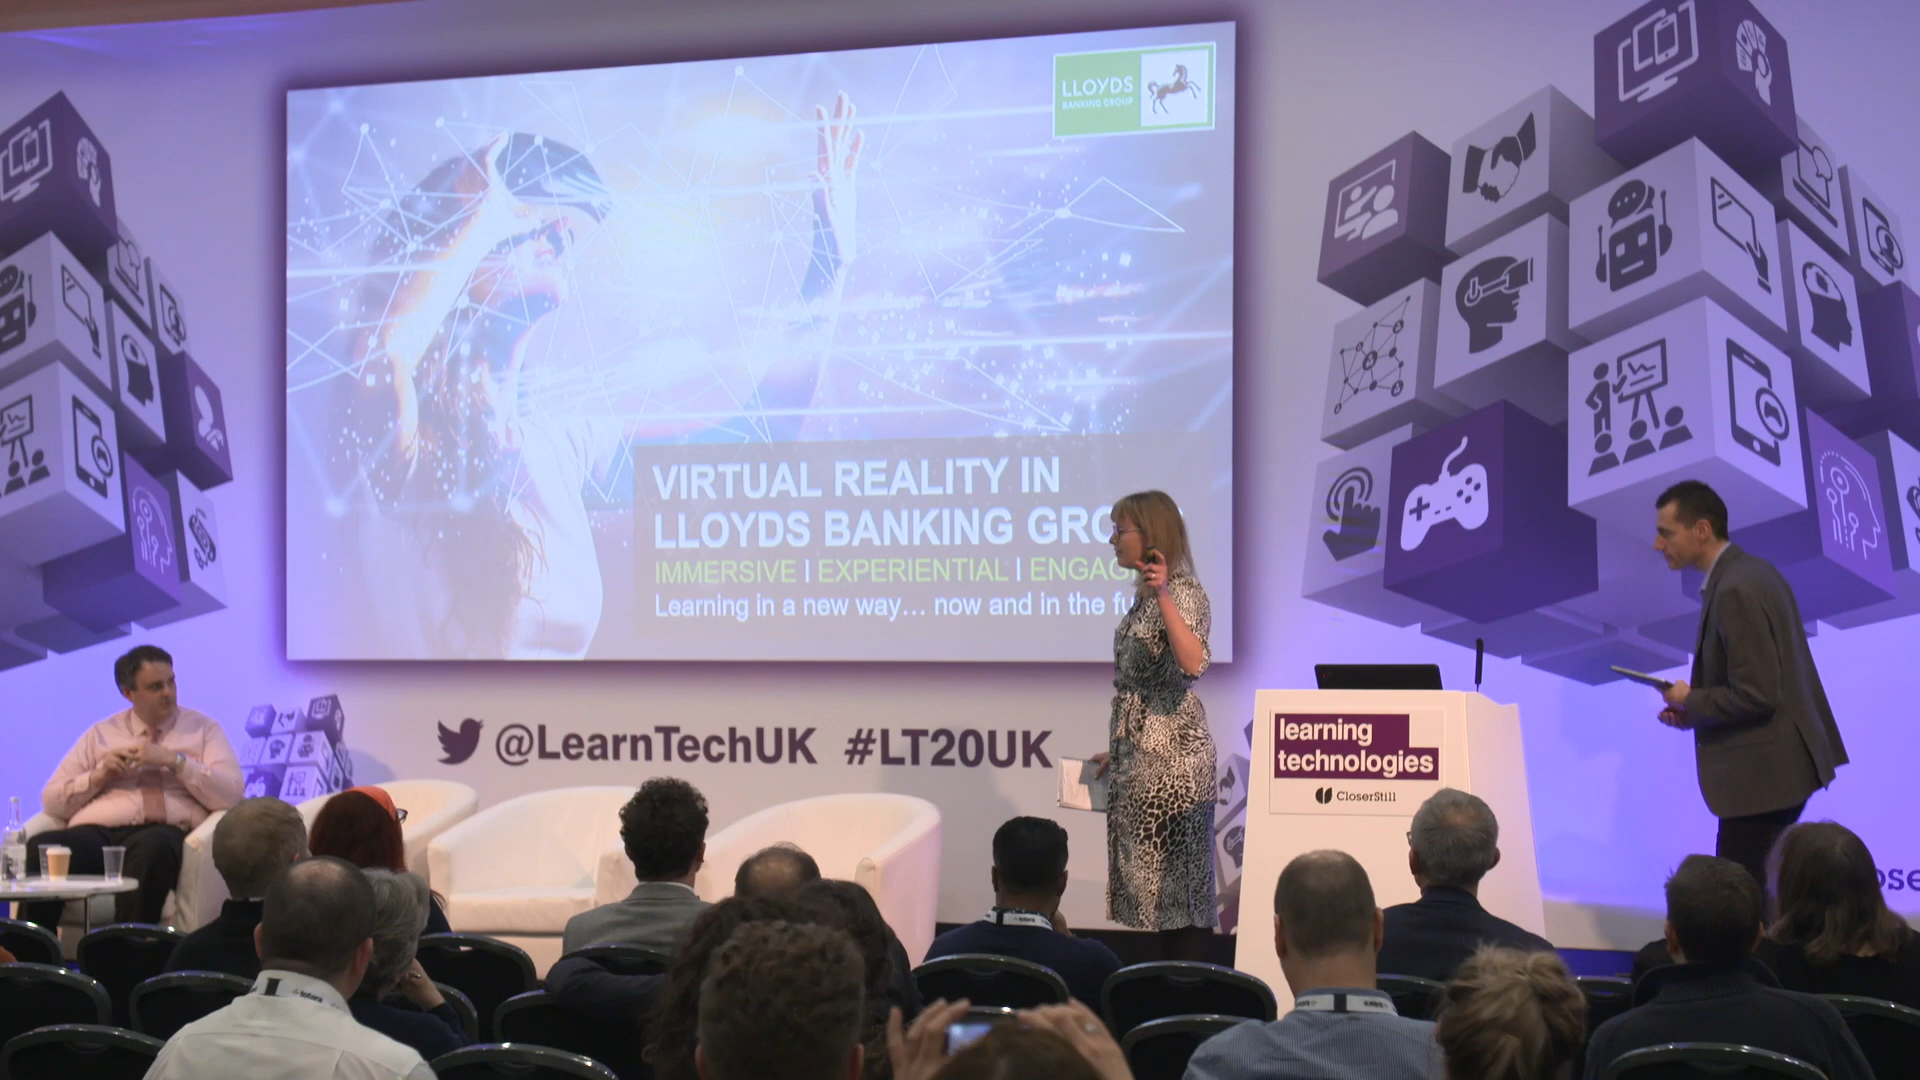 LLOYDS
BANKING GROUP
VIRTUAL REALITY IN
LLOYDS BANKING GRO
IMMERSIVE | EXPERIENTIAL | ENGAG
Learning in a new way... now and in the fu
@LearnTechUK #LT20UK
learning
technologies
CloserStill